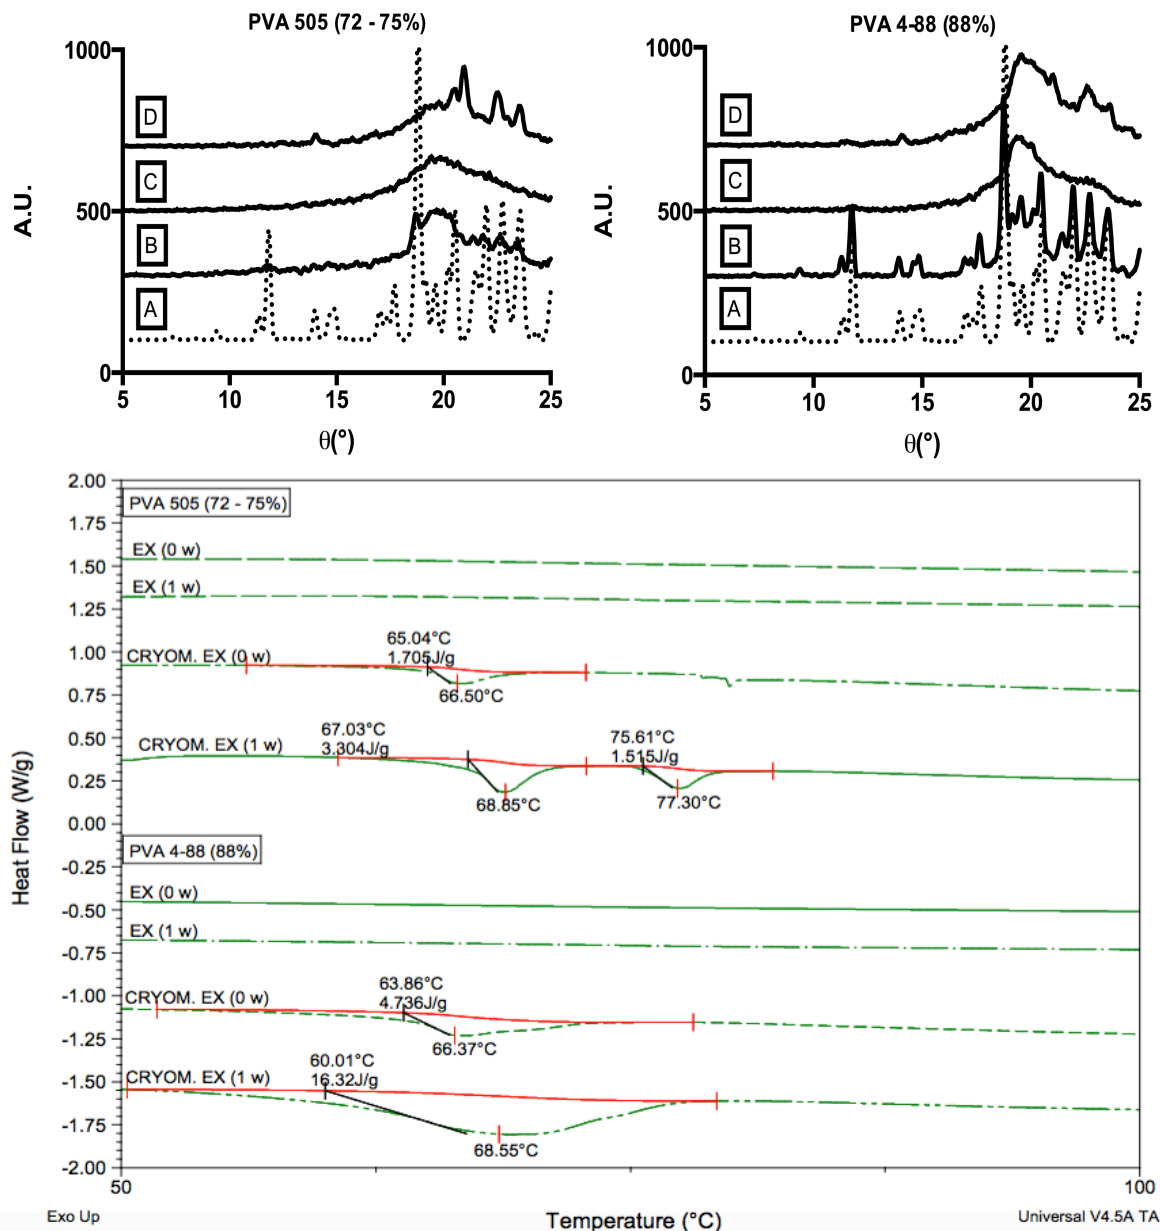 PVA 505 (72 - 75%)
1000
500
0
A.U.
D
C
B
A
5 10 15 20 25
θ(°)
PVA 4-88 (88%)
1000
500
0
A.U.
D
C
B
A
5 10 15 20 25
θ(°)
2.00
PVA 505 (72 - 75%)
1.75
EX (0 w)
1.50
EX (1 w)
1.25
1.00
65.04°C
CRYOM. EX (0 w)
1.705J/g
0.75
66.50°C
0.50
67.03°C
75.61°C
CRYOM. EX (1 w)
3.304J/g
1.515J/g
0.25
68.85°C
77.30°C
0.00
PVA 4-88 (88%)
-0.25
EX (0 w)
-0.50
EX (1 w)
-0.75
63.86°C
-1.00
CRYOM. EX (0 w)
4.736J/g
-1.25
66.37°C
60.01°C
-1.50
CRYOM. EX (1 w)
16.32J/g
-1.75
68.55°C
-2.00
Heat Flow (W/g)
50 100
Exo Up
Temperature (°C)
Universal V4.5A TA